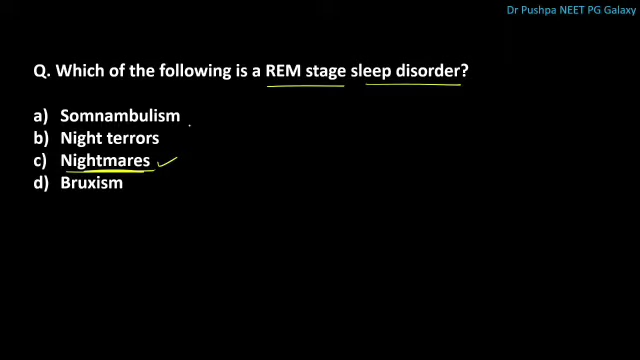 Dr Pushpa NEET PG Galaxy
Q. Which of the following is a REM stage sleep disorder?
a) Somnambulism
b) Night terrors
c) Nightmares
d) Bruxism